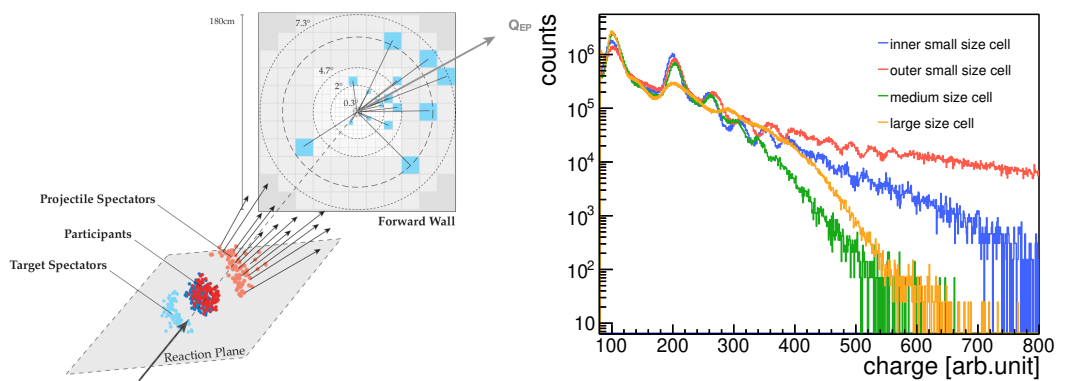 180cm
7.3°
4.7°
2°
0.3°
Q_EP
Forward Wall
Projectile Spectators
Participants
Target Spectators
Reaction Plane
counts
10^6
10^5
10^4
10^3
10^2
10
inner small size cell
outer small size cell
medium size cell
large size cell
100 200 300 400 500 600 700 800
charge [arb.unit]